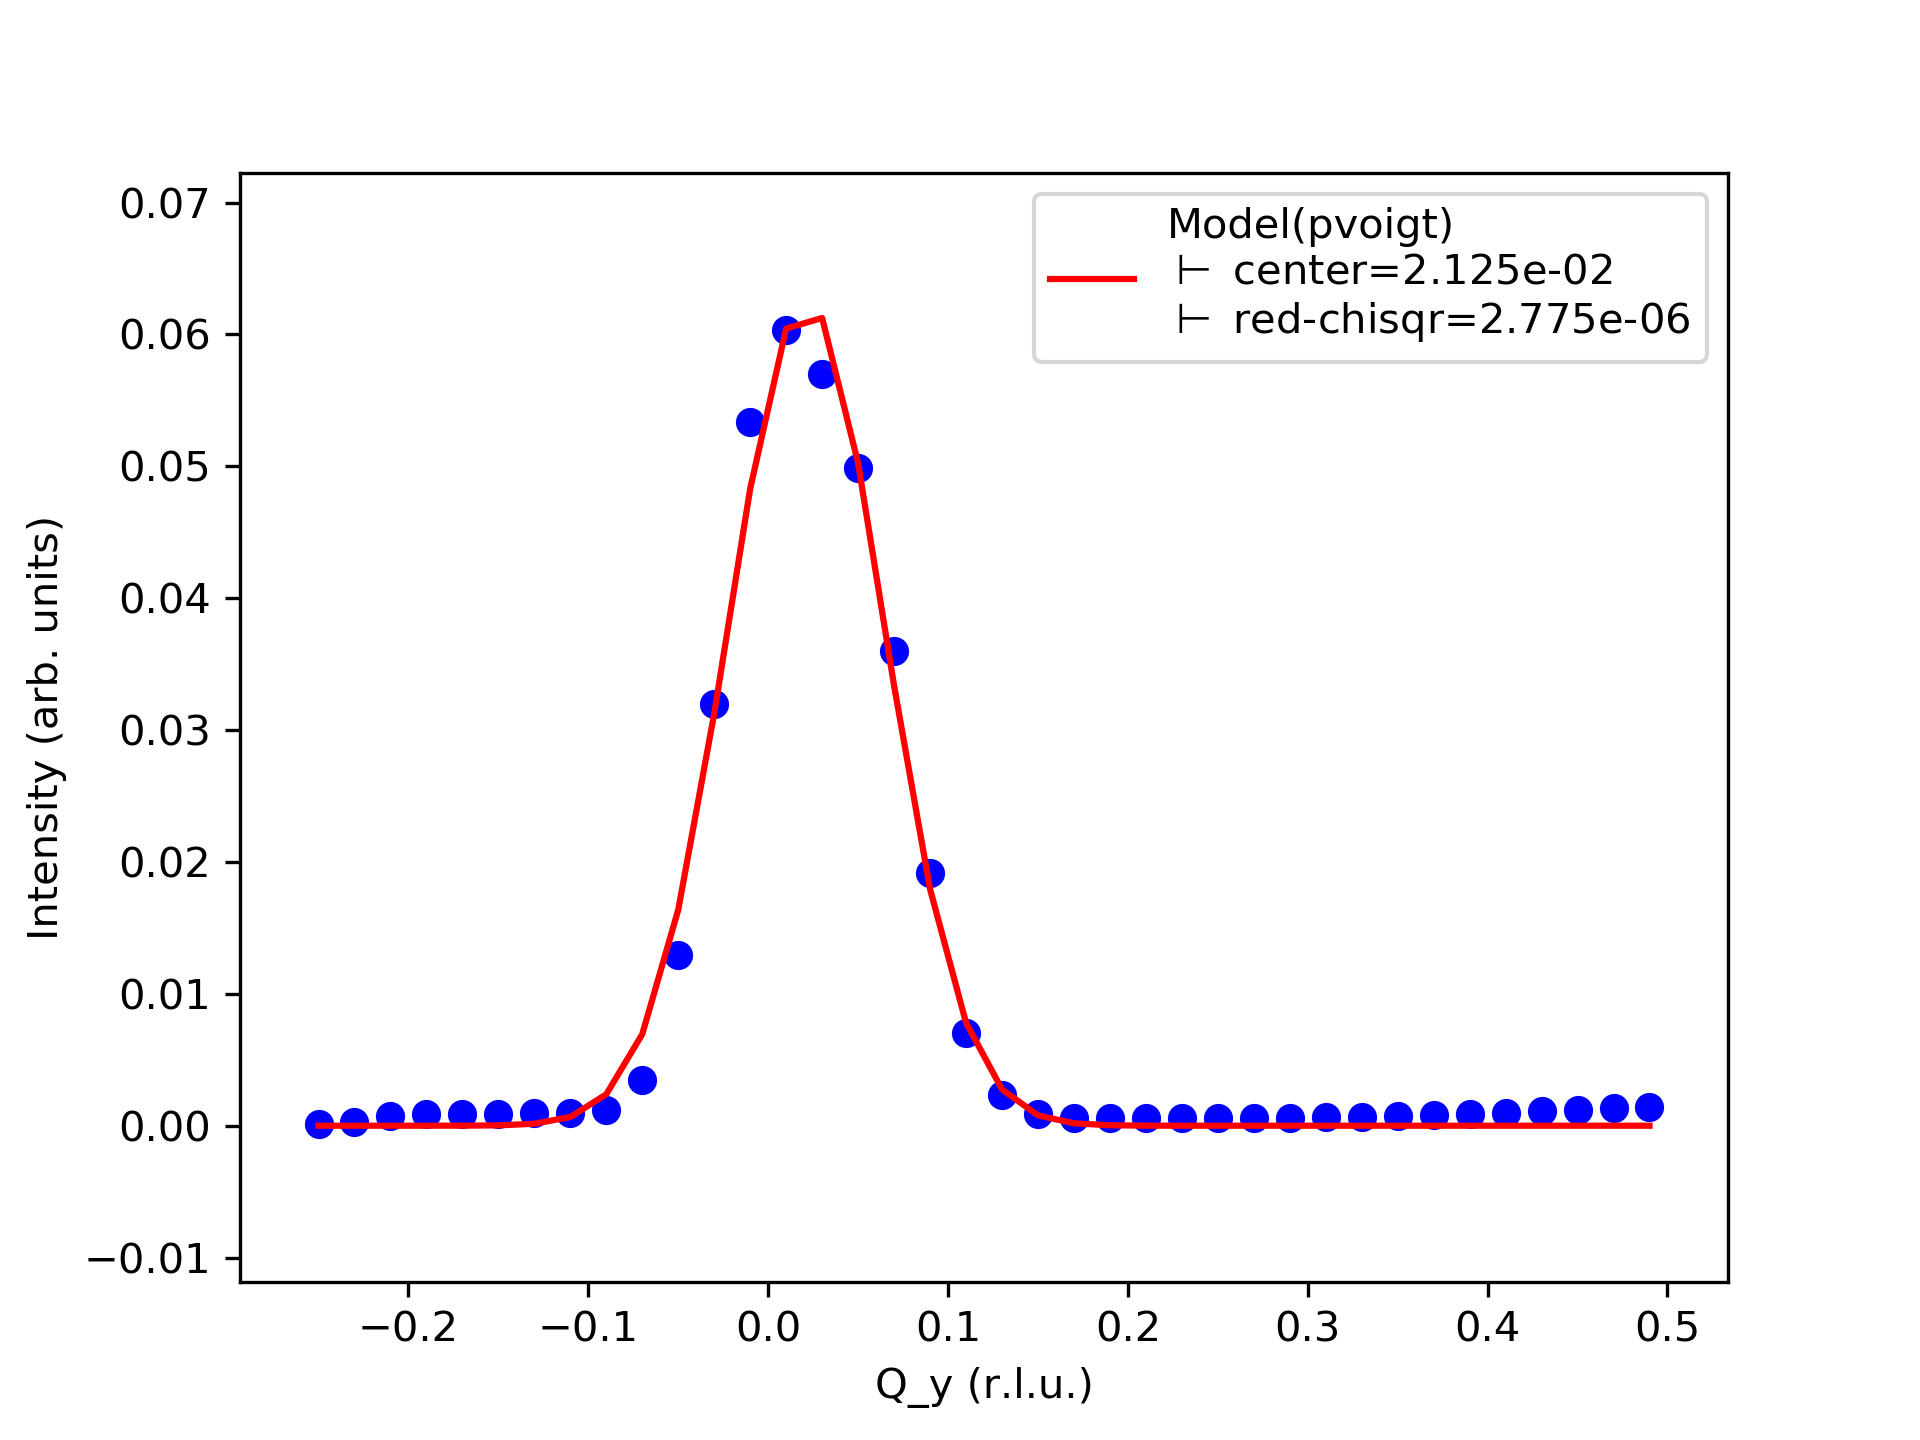 Model(pvoigt)
⊢ center=2.125e-02
⊢ red-chisqr=2.775e-06
0.07
0.06
0.05
0.04
0.03
0.02
0.01
0.00
−0.01
Intensity (arb. units)
−0.2 −0.1 0.0 0.1 0.2 0.3 0.4 0.5
Q_y (r.l.u.)